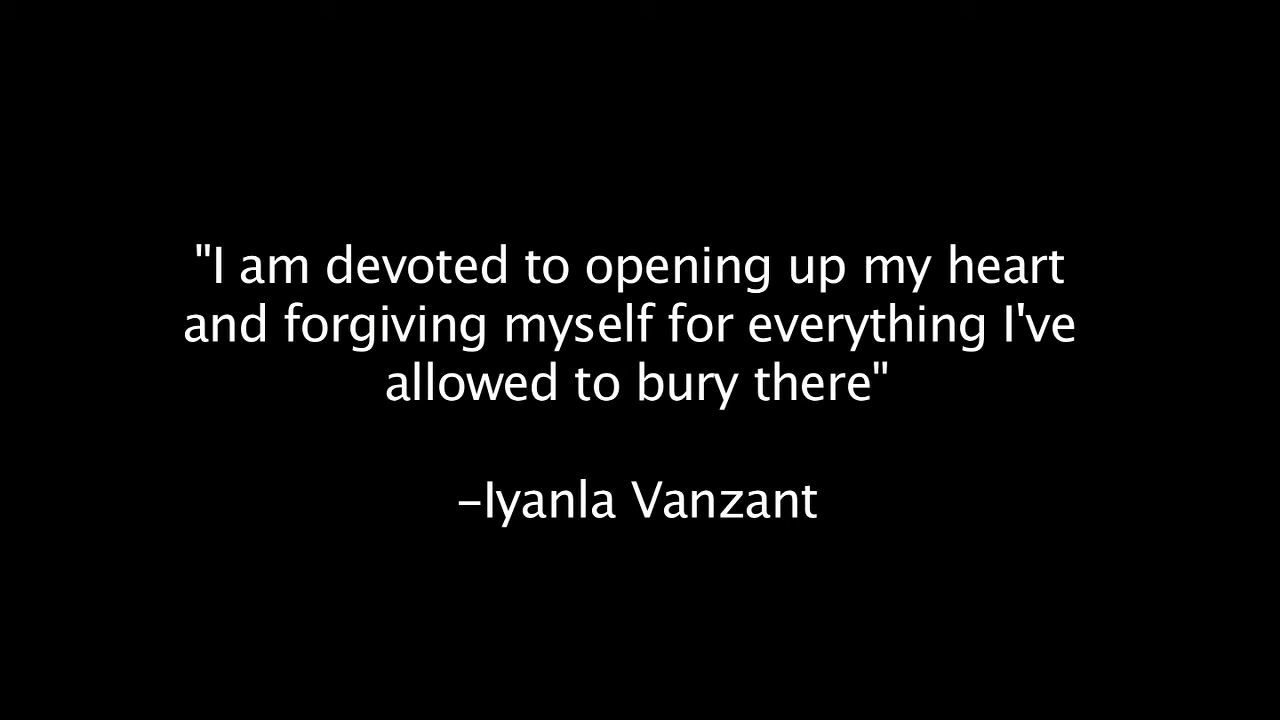 "I am devoted to opening up my heart
and forgiving myself for everything I've
allowed to bury there"
–Iyanla Vanzant